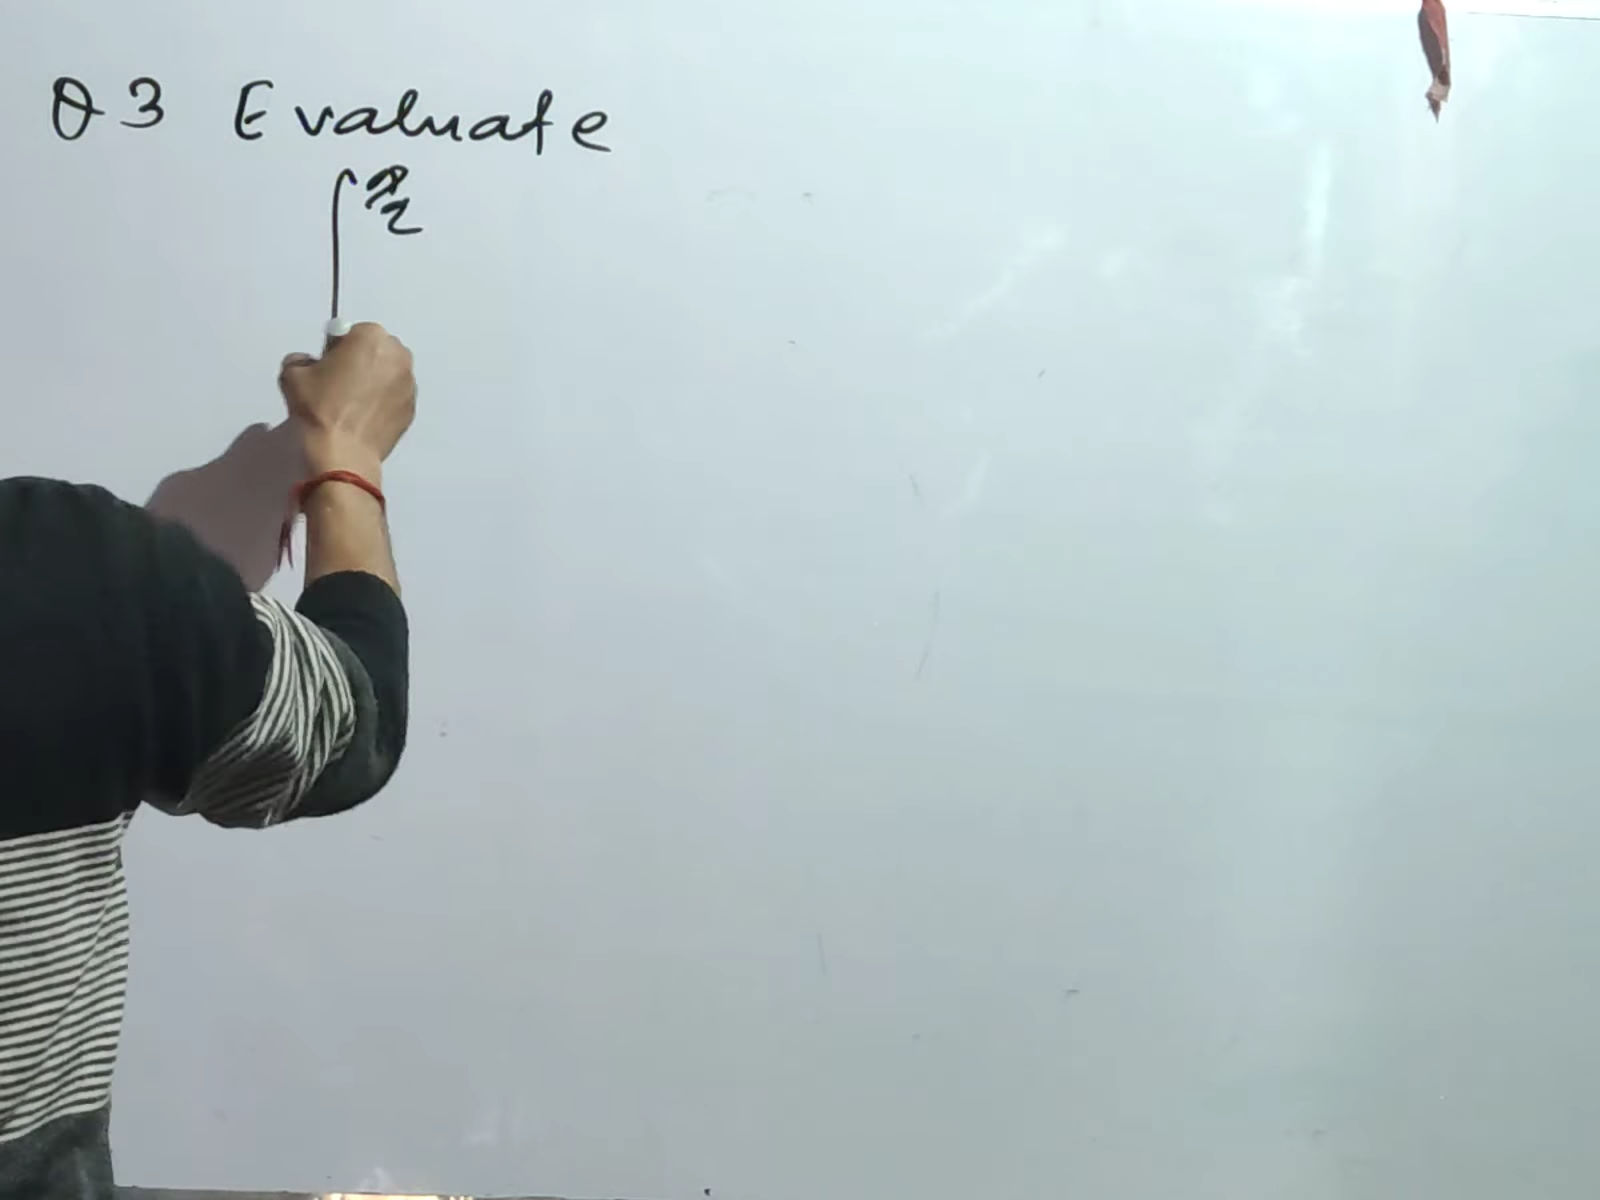 Q3 Evaluate
∫ π/2